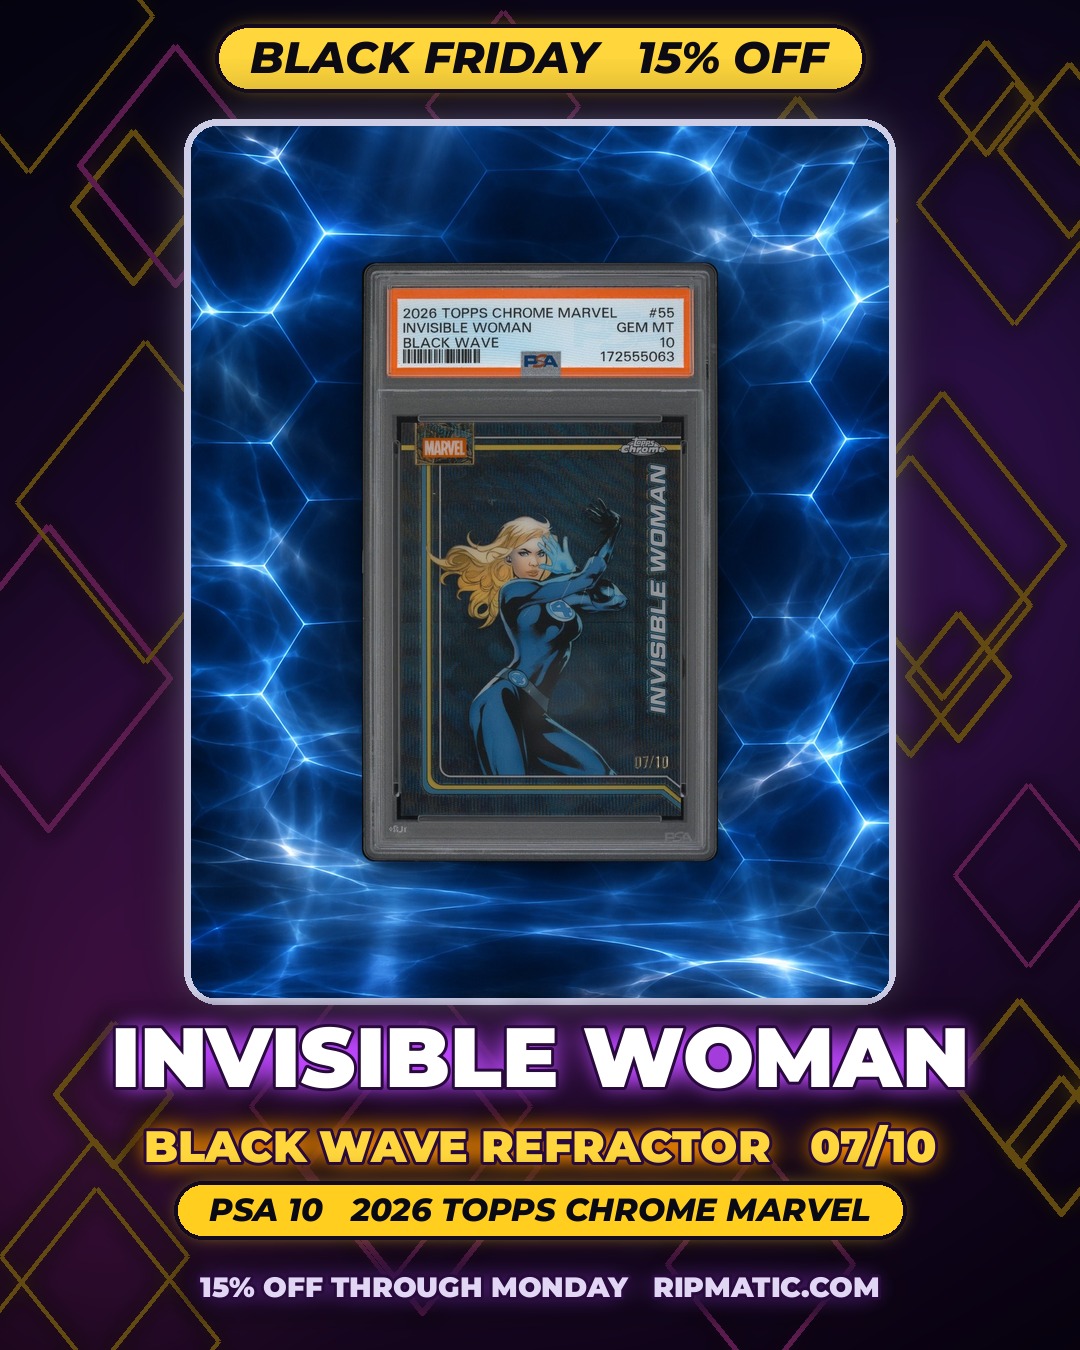 BLACK FRIDAY 15% OFF
2026 TOPPS CHROME MARVEL #55
INVISIBLE WOMAN GEM MT
BLACK WAVE 10
PSA 172555063
MARVEL
Topps Chrome
INVISIBLE WOMAN
07/10
PSA
INVISIBLE WOMAN
BLACK WAVE REFRACTOR 07/10
PSA 10 2026 TOPPS CHROME MARVEL
15% OFF THROUGH MONDAY RIPMATIC.COM